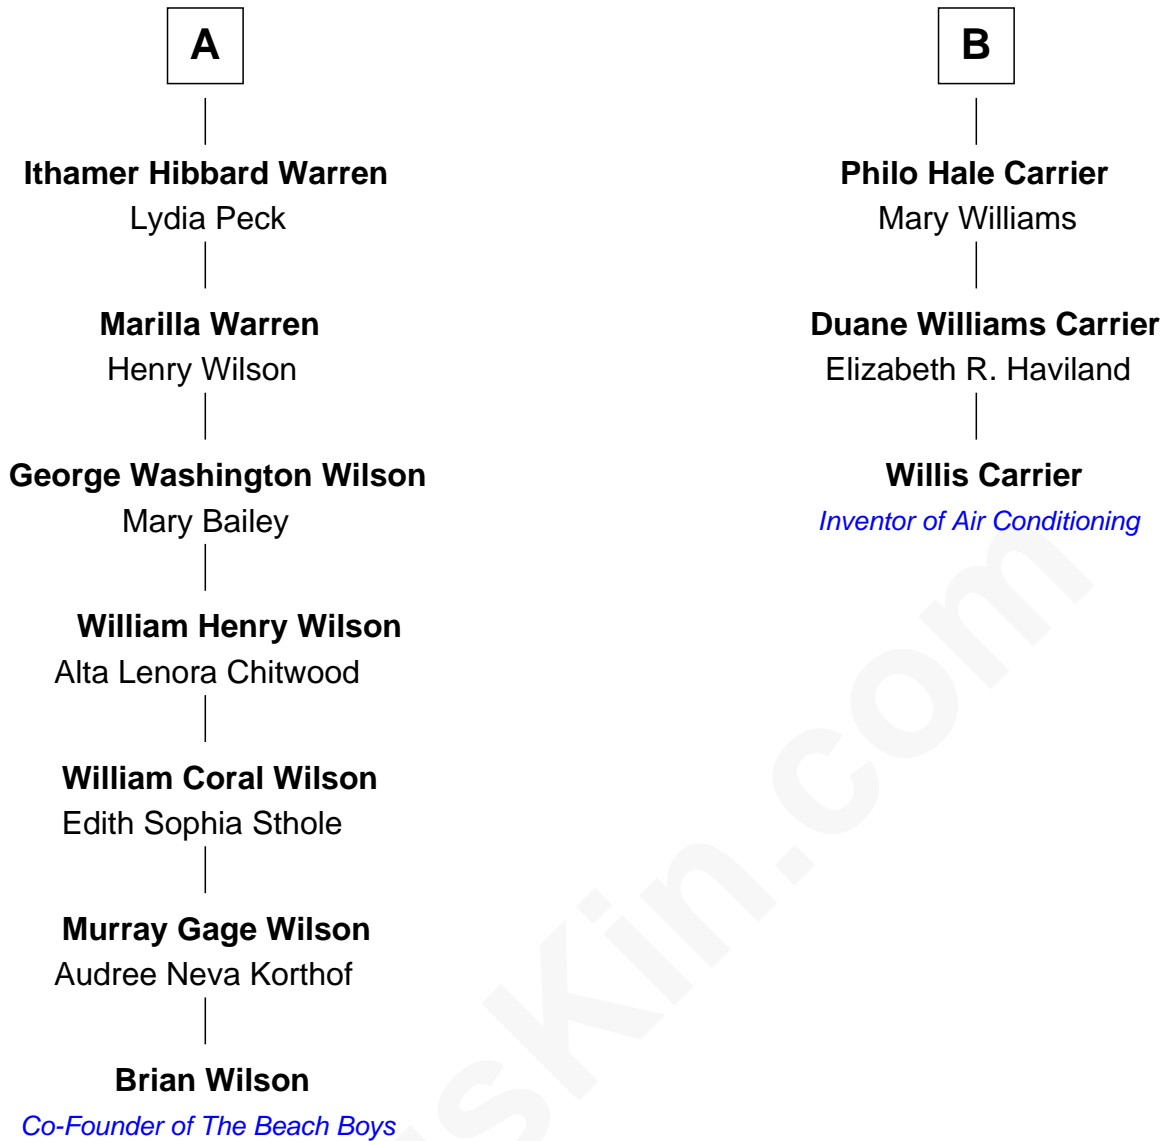 A
Ithamer Hibbard Warren
Lydia Peck
Marilla Warren
Henry Wilson
George Washington Wilson
Mary Bailey
William Henry Wilson
Alta Lenora Chitwood
William Coral Wilson
Edith Sophia Sthole
Murray Gage Wilson
Audree Neva Korthof
Brian Wilson
Co-Founder of The Beach Boys
B
Philo Hale Carrier
Mary Williams
Duane Williams Carrier
Elizabeth R. Haviland
Willis Carrier
Inventor of Air Conditioning
sKin.com